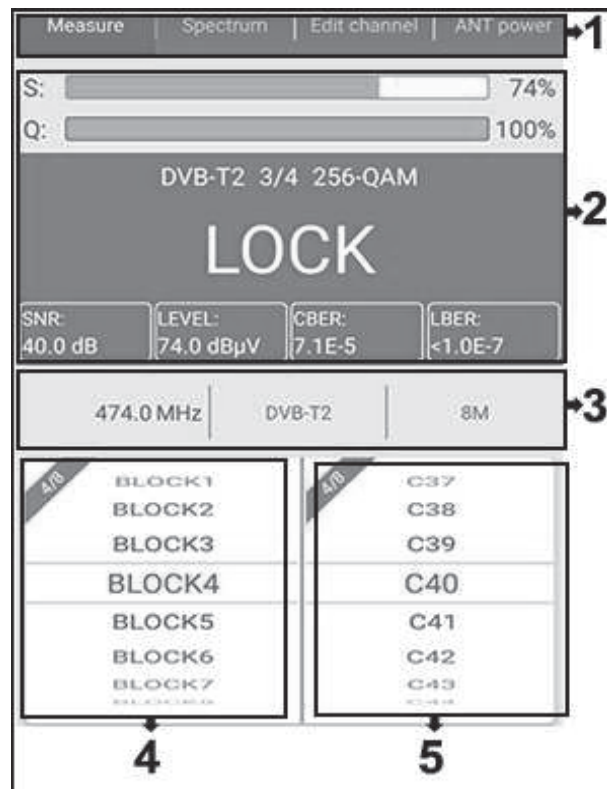 Measure Spectrum Edit channel ANT power 1
S: 74%
Q: 100%
DVB-T2 3/4 256-QAM
LOCK
2
SNR: LEVEL: CBER: LBER:
40.0 dB 74.0 dBµV 7.1E-5 <1.0E-7
474.0 MHz DVB-T2 8M 3
4/8
BLOCK1
BLOCK2
BLOCK3
BLOCK4
BLOCK5
BLOCK6
BLOCK7
4/8
C37
C38
C39
C40
C41
C42
C43
4 5